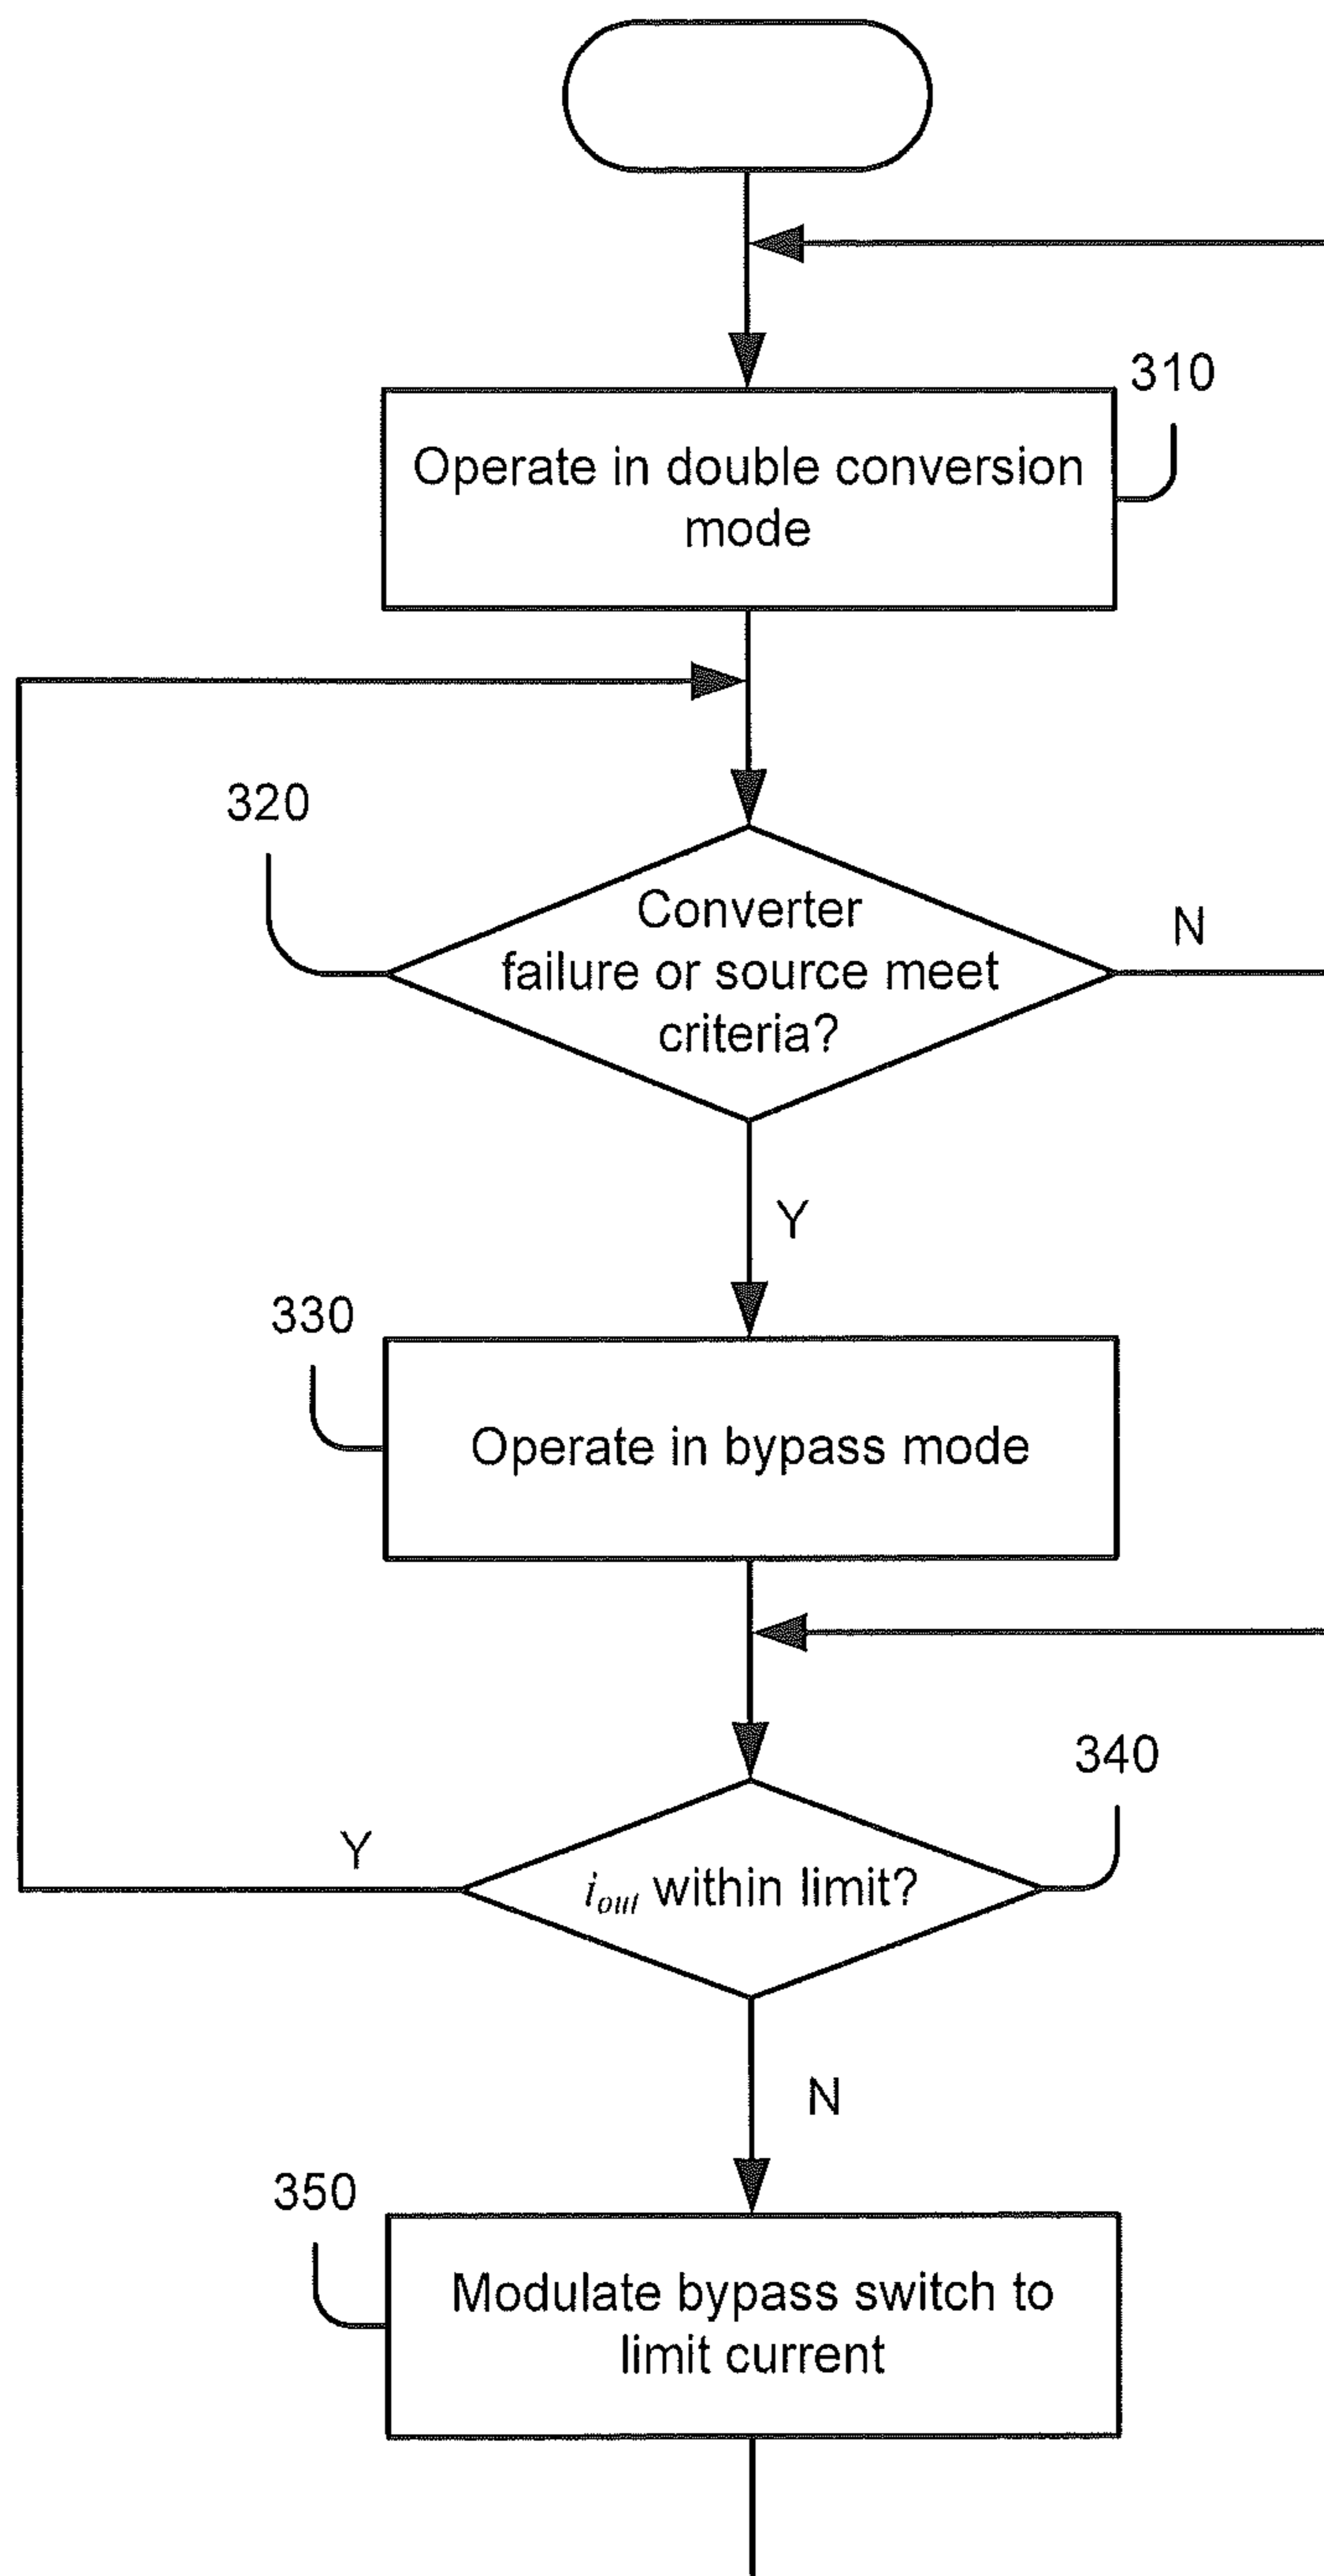 310
Operate in double conversion
mode
320
Converter
failure or source meet
criteria?
N
Y
330
Operate in bypass mode
340
Y
i_out within limit?
N
350
Modulate bypass switch to
limit current